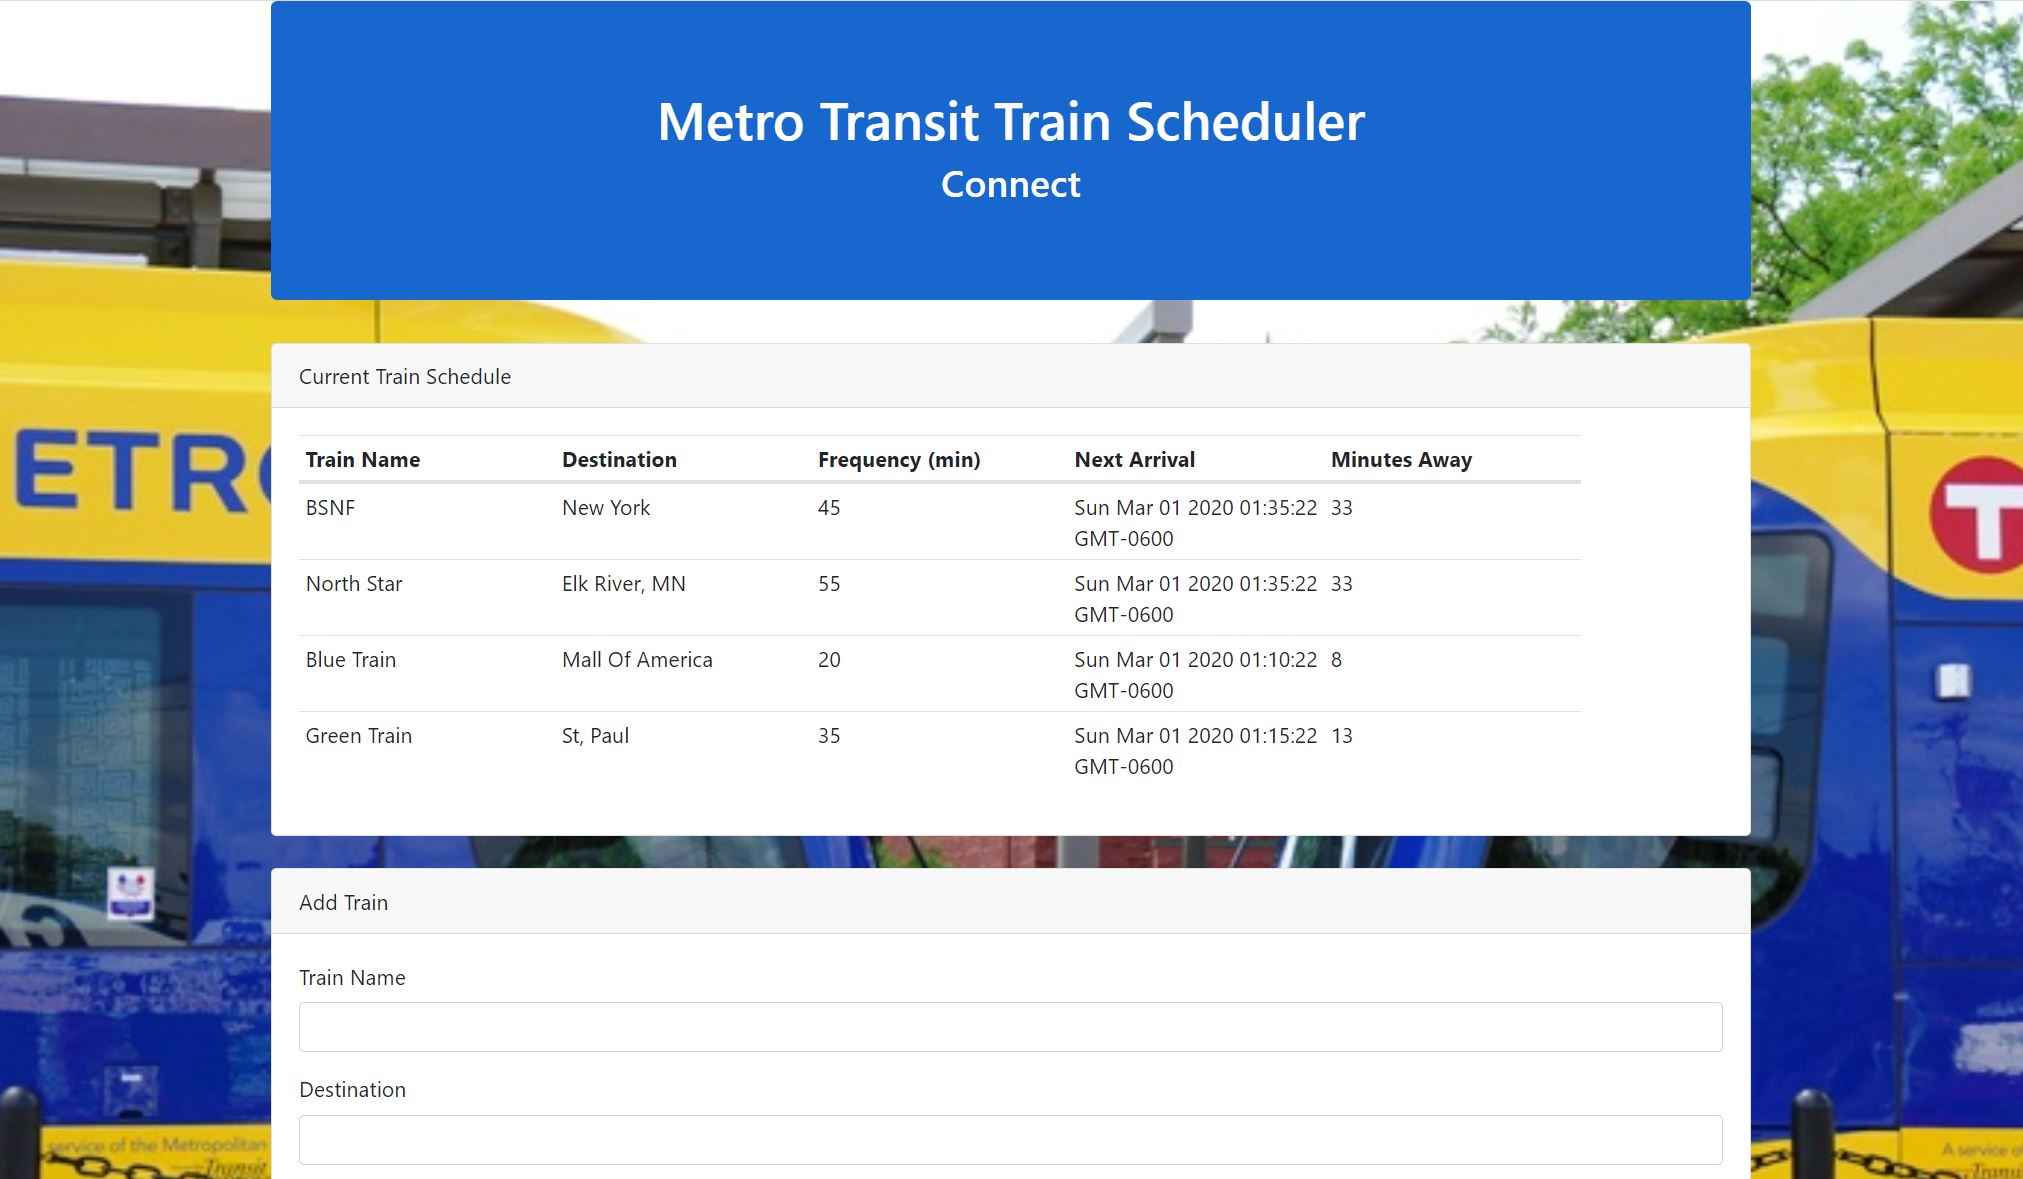 Metro Transit Train Scheduler
Connect
ETRO
T
Current Train Schedule
Train Name Destination Frequency (min) Next Arrival Minutes Away
BSNF New York 45 Sun Mar 01 2020 01:35:22 33
GMT-0600
North Star Elk River, MN 55 Sun Mar 01 2020 01:35:22 33
GMT-0600
Blue Train Mall Of America 20 Sun Mar 01 2020 01:10:22 8
GMT-0600
Green Train St, Paul 35 Sun Mar 01 2020 01:15:22 13
GMT-0600
Add Train
Train Name
Destination
service of the Metropolitan
Transit
A service